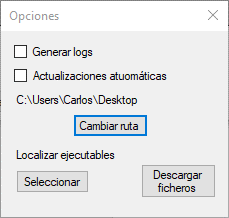 Opciones
Generar logs
Actualizaciones atuomáticas
C:\Users\Carlos\Desktop
Cambiar ruta
Localizar ejecutables
Seleccionar
Descargar
ficheros